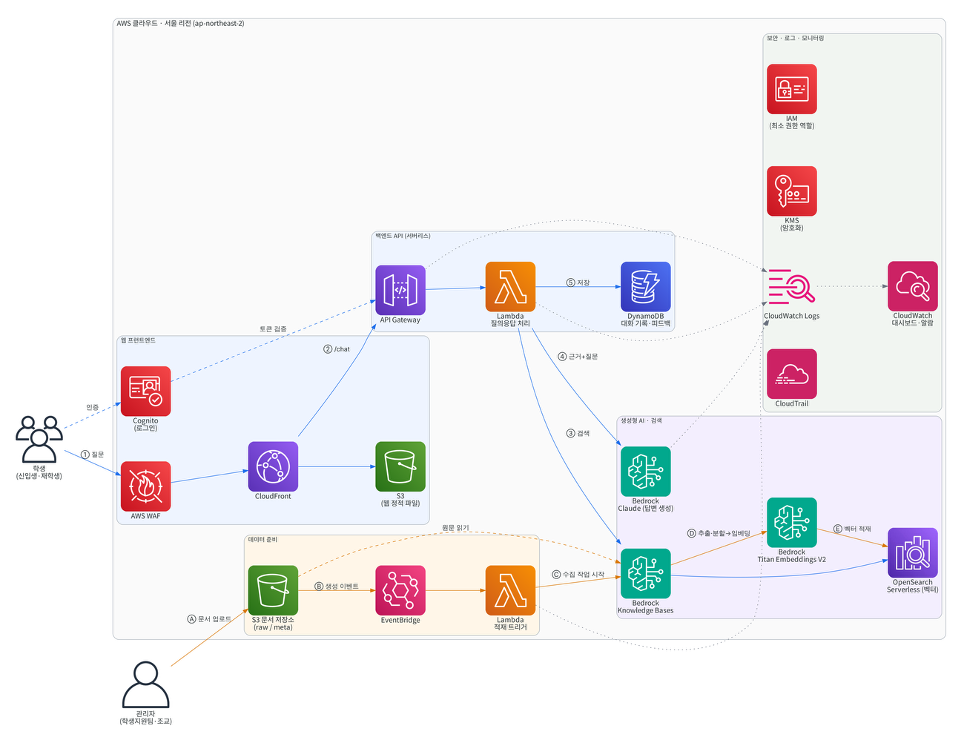 AWS 클라우드 · 서울 리전 (ap-northeast-2)
보안 · 로그 · 모니터링
IAM
(최소 권한 역할)
KMS
(암호화)
백엔드 API (서버리스)
API Gateway
Lambda
질의응답 처리
⑤ 저장
DynamoDB
대화 기록·피드백
CloudWatch Logs
CloudWatch
대시보드·알람
CloudTrail
토큰 검증
② /chat
④ 근거+질문
③ 검색
웹 프런트엔드
Cognito
(로그인)
인증
① 질문
학생
(신입생·재학생)
AWS WAF
CloudFront
S3
(웹 정적 파일)
생성형 AI · 검색
Bedrock
Claude (답변 생성)
Bedrock
Titan Embeddings V2
Ⓓ 추출·분할→임베딩
Ⓔ 벡터 적재
OpenSearch
Serverless (벡터)
Bedrock
Knowledge Bases
데이터 준비
원문 읽기
S3 문서 저장소
(raw / meta)
Ⓑ 생성 이벤트
EventBridge
Lambda
적재 트리거
Ⓒ 수집 작업 시작
Ⓐ 문서 업로드
관리자
(학생지원팀·조교)